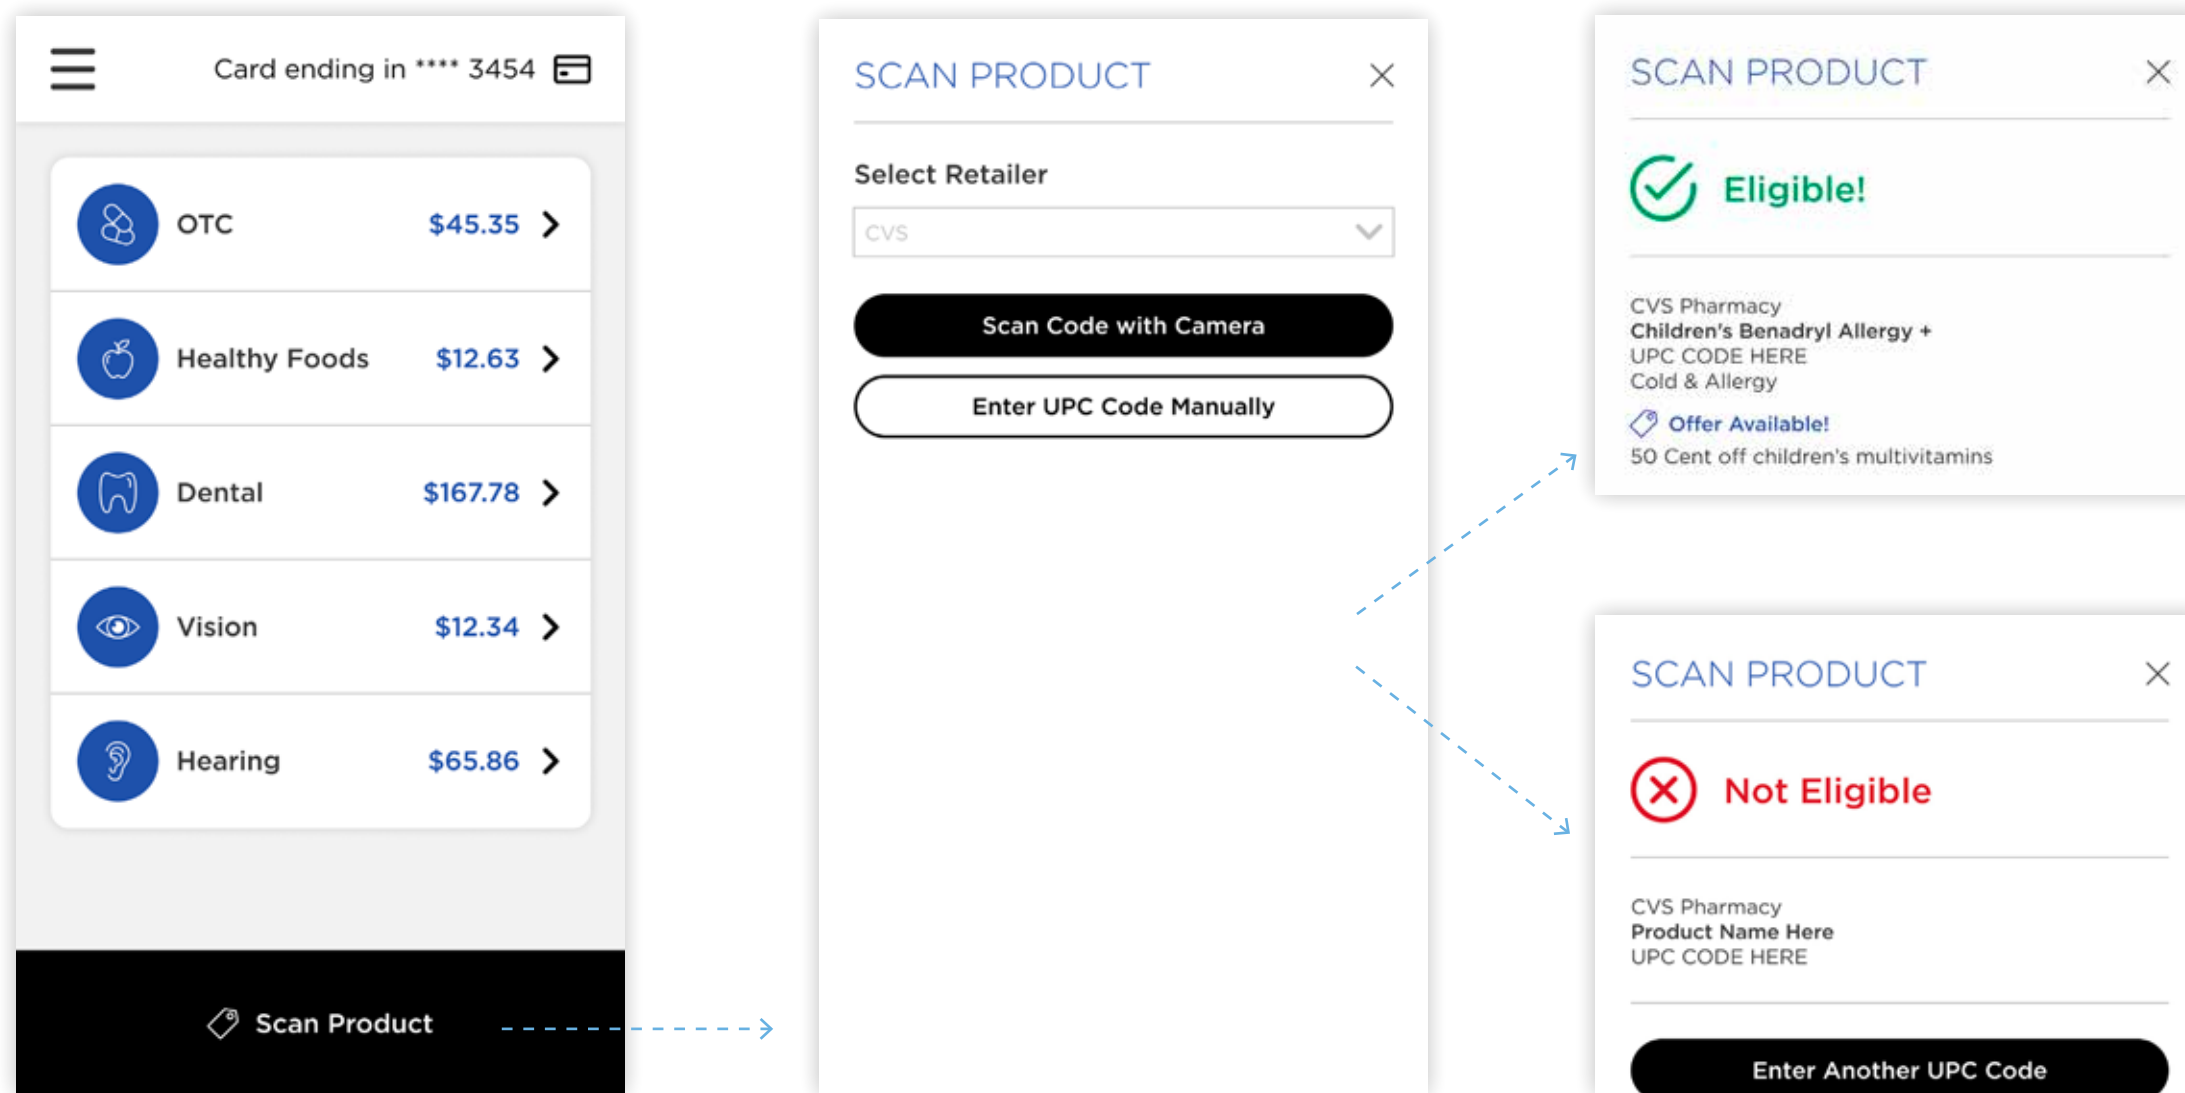 Card ending in **** 3454
OTC $45.35
Healthy Foods $12.63
Dental $167.78
Vision $12.34
Hearing $65.86
Scan Product
SCAN PRODUCT
Select Retailer
CVS
Scan Code with Camera
Enter UPC Code Manually
SCAN PRODUCT
Eligible!
CVS Pharmacy
Children's Benadryl Allergy +
UPC CODE HERE
Cold & Allergy
Offer Available!
50 Cent off children's multivitamins
SCAN PRODUCT
Not Eligible
CVS Pharmacy
Product Name Here
UPC CODE HERE
Enter Another UPC Code